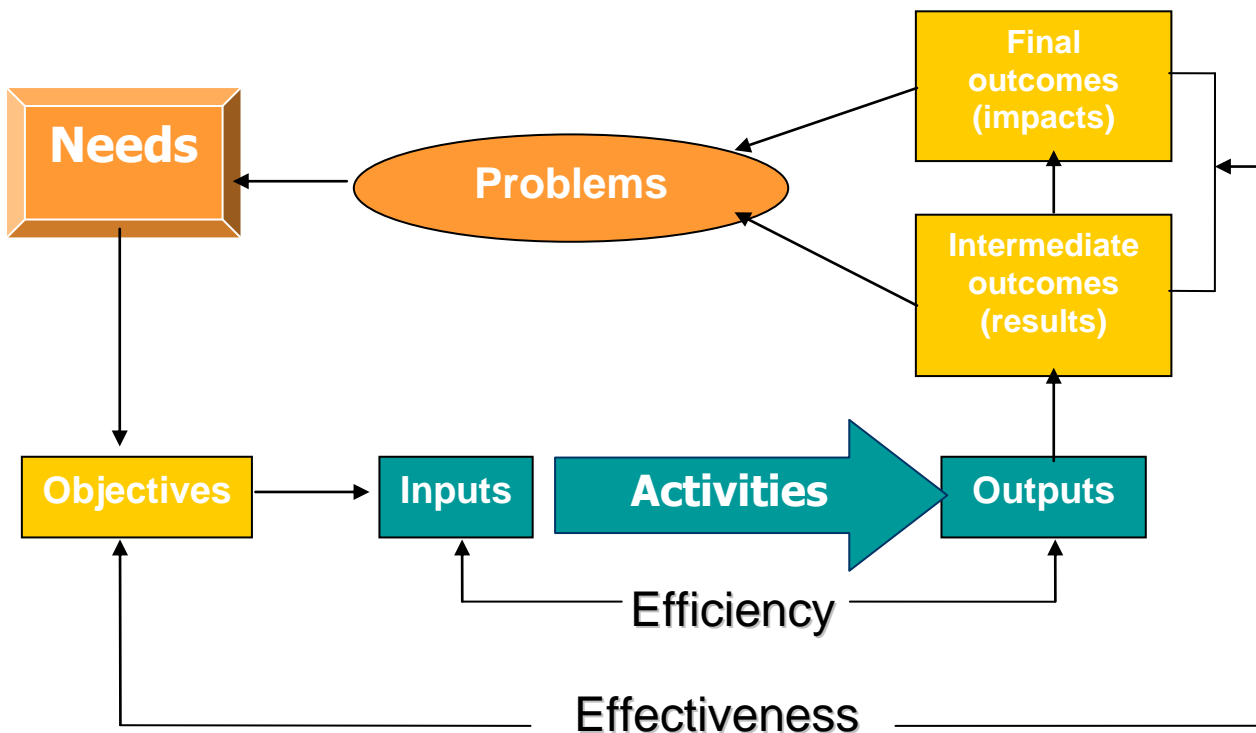 Final
outcomes
(impacts)
Needs
Problems
Intermediate
outcomes
(results)
Objectives
Inputs
Activities
Outputs
Efficiency
Effectiveness